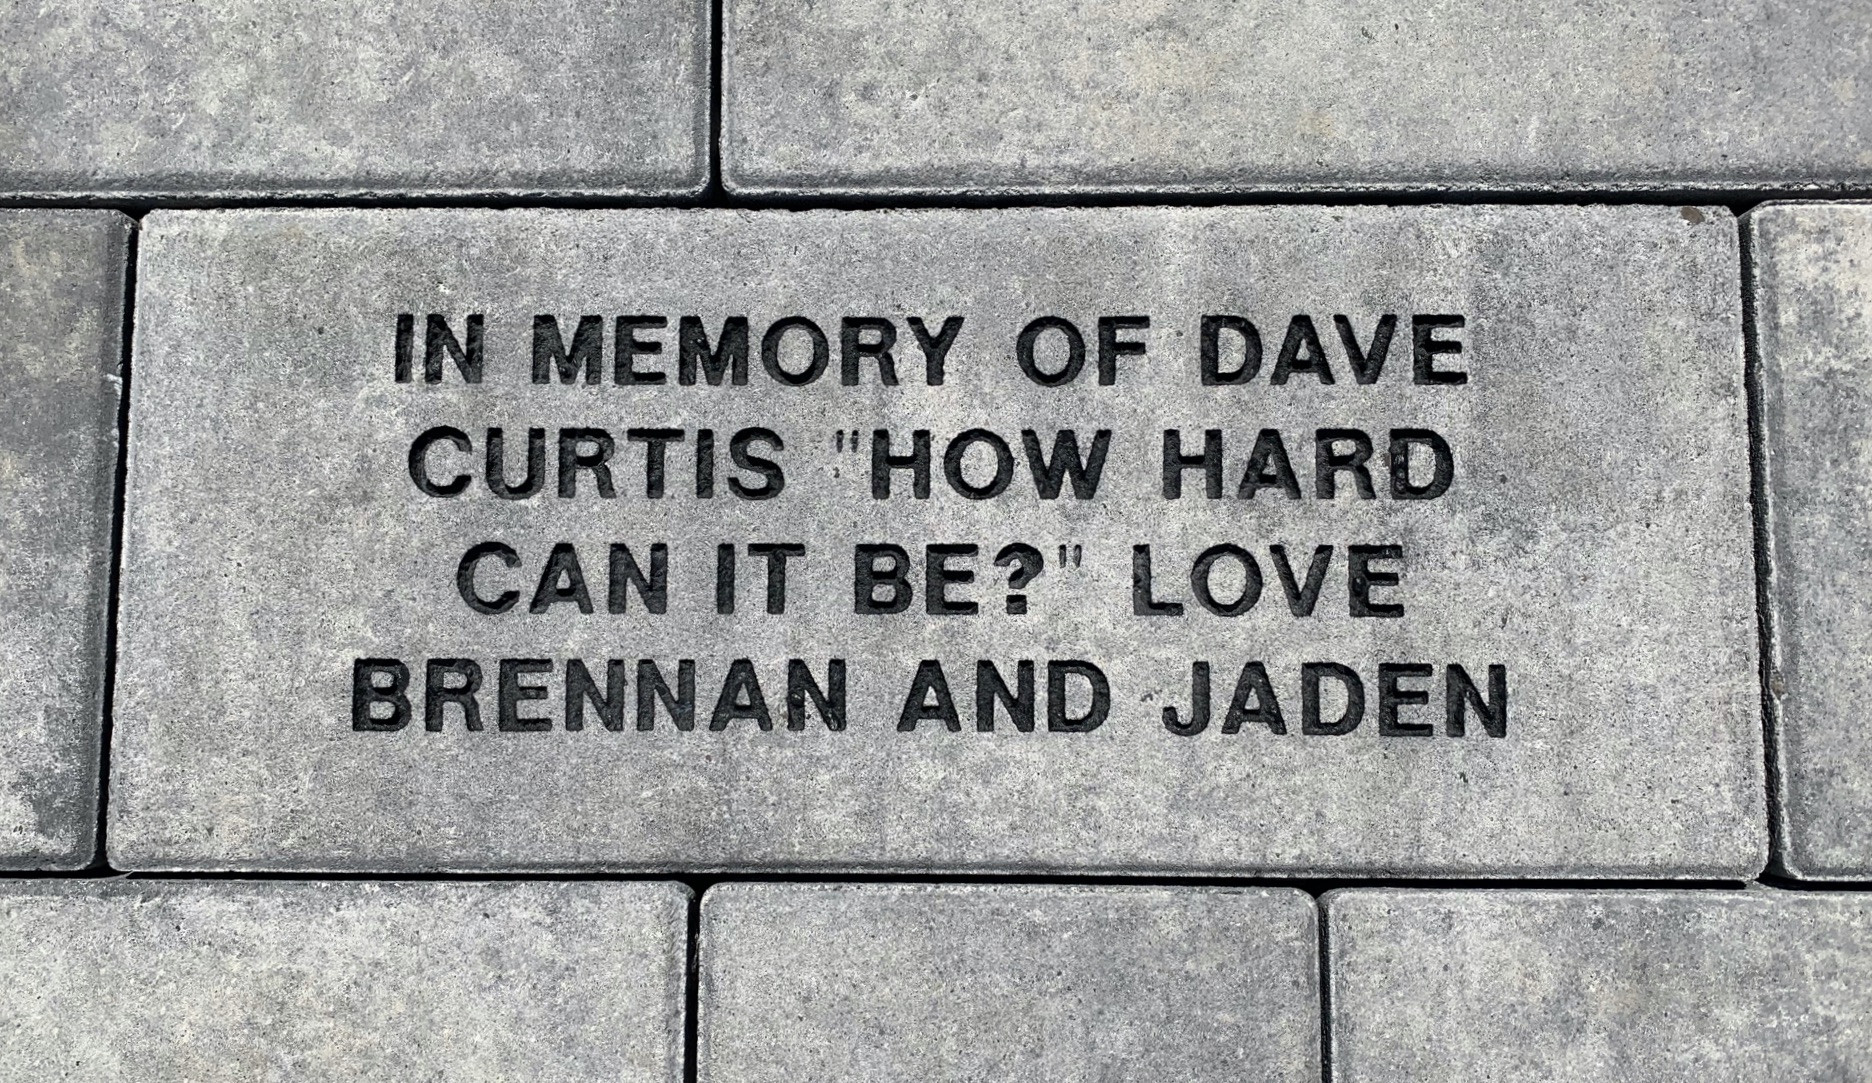 IN MEMORY OF DAVE
CURTIS "HOW HARD
CAN IT BE?" LOVE
BRENNAN AND JADEN